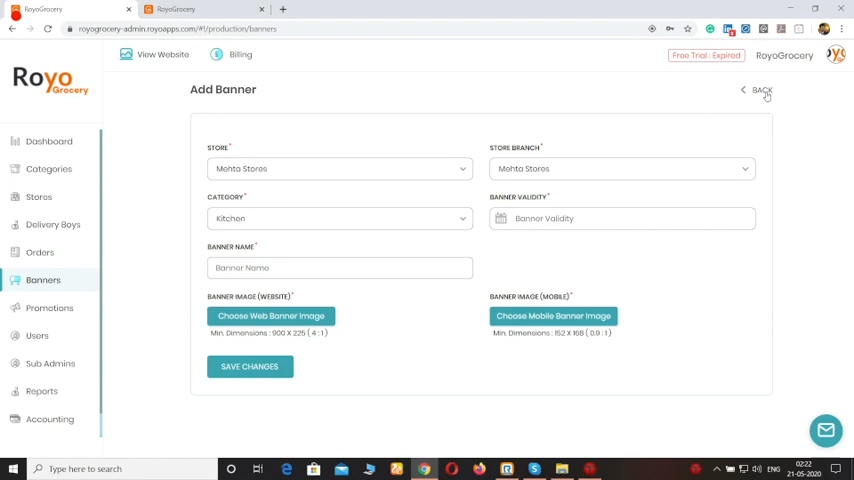 RoyoGrocery
RoyoGrocery
royogrocery-admin.royoapps.com/#!/production/banners
View Website
Billing
Free Trial : Expired
RoyoGrocery
Royo
Grocery
Add Banner
BACK
Dashboard
Categories
Stores
Delivery Boys
Orders
Banners
Promotions
Users
Sub Admins
Reports
Accounting
STORE*
STORE BRANCH*
Mehta Stores
Mehta Stores
CATEGORY*
BANNER VALIDITY*
Kitchen
Banner Validity
BANNER NAME*
Banner Name
BANNER IMAGE (WEBSITE)*
BANNER IMAGE (MOBILE)*
Choose Web Banner Image
Choose Mobile Banner Image
Min. Dimensions : 900 X 225 ( 4 : 1 )
Min. Dimensions : 152 X 168 ( 0.9 : 1 )
SAVE CHANGES
Type here to search
ENG
02:22
21-05-2020